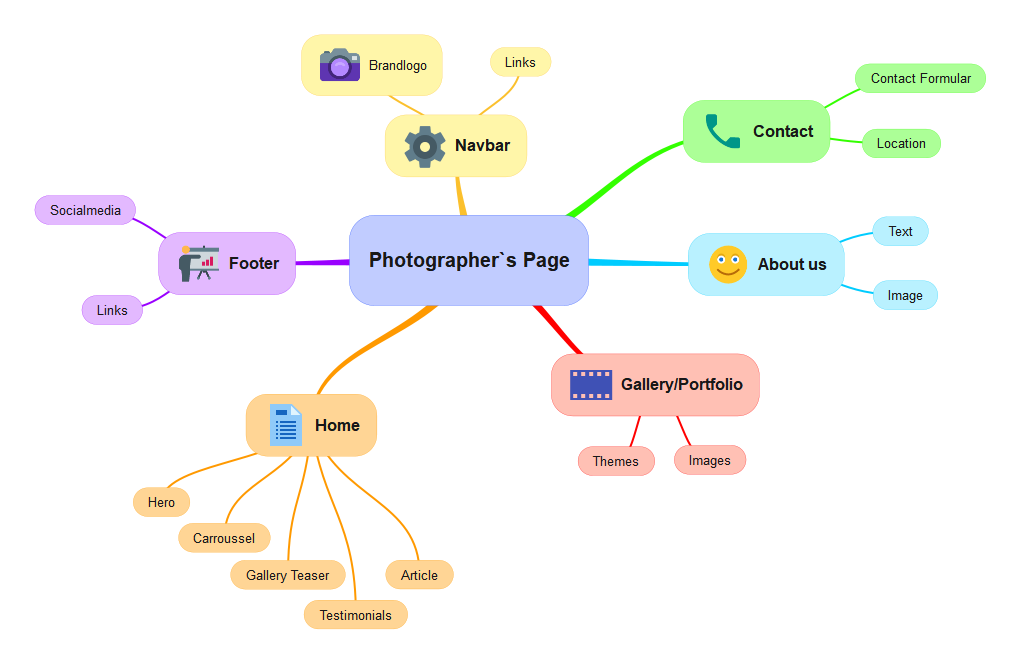 Brandlogo
Links
Navbar
Contact Formular
Contact
Location
Socialmedia
Footer
Links
Photographer`s Page
Text
About us
Image
Gallery/Portfolio
Themes
Images
Home
Hero
Carroussel
Gallery Teaser
Testimonials
Article